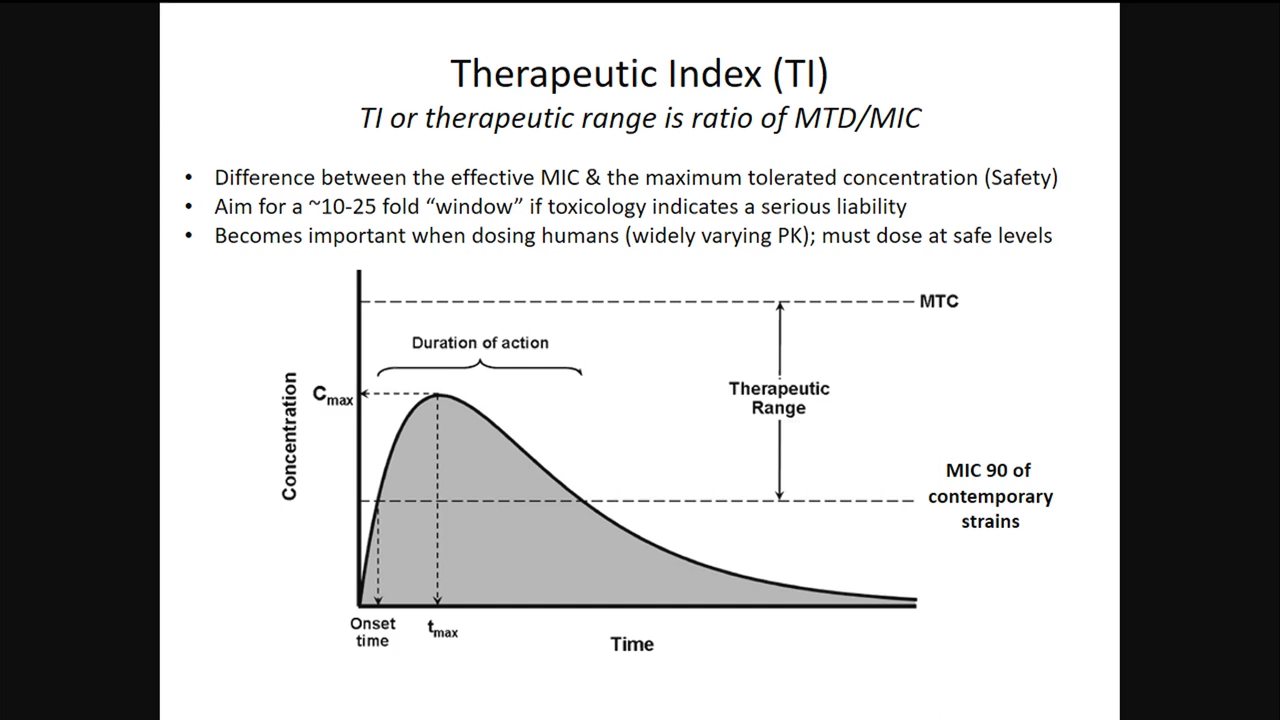 Therapeutic Index (TI)
TI or therapeutic range is ratio of MTD/MIC
• Difference between the effective MIC & the maximum tolerated concentration (Safety)
• Aim for a ~10-25 fold “window” if toxicology indicates a serious liability
• Becomes important when dosing humans (widely varying PK); must dose at safe levels
MTC
Duration of action
Cmax
Therapeutic
Range
Concentration
MIC 90 of
contemporary
strains
Onset
time
tmax
Time